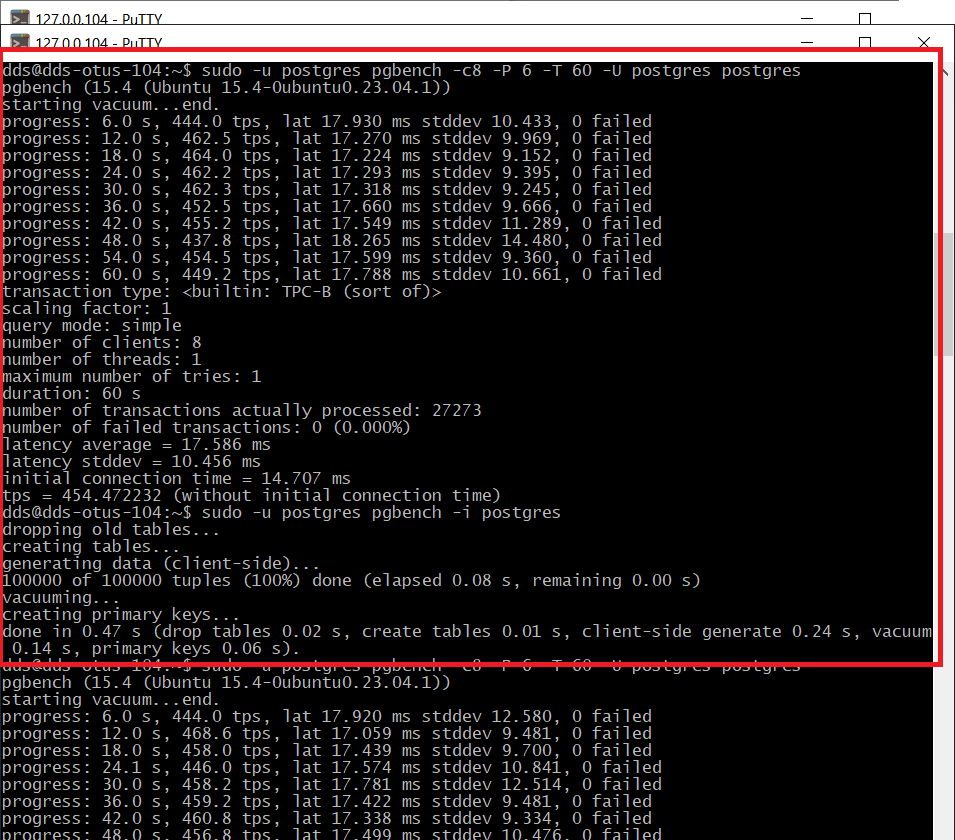 127.0.0.104 - PuTTY
127.0.0.104 - PuTTY
dds@dds-otus-104:~$ sudo -u postgres pgbench -c8 -P 6 -T 60 -U postgres postgres
pgbench (15.4 (Ubuntu 15.4-0ubuntu0.23.04.1))
starting vacuum...end.
progress: 6.0 s, 444.0 tps, lat 17.930 ms stddev 10.433, 0 failed
progress: 12.0 s, 462.5 tps, lat 17.270 ms stddev 9.969, 0 failed
progress: 18.0 s, 464.0 tps, lat 17.224 ms stddev 9.152, 0 failed
progress: 24.0 s, 462.2 tps, lat 17.293 ms stddev 9.395, 0 failed
progress: 30.0 s, 462.3 tps, lat 17.318 ms stddev 9.245, 0 failed
progress: 36.0 s, 452.5 tps, lat 17.660 ms stddev 9.666, 0 failed
progress: 42.0 s, 455.2 tps, lat 17.549 ms stddev 11.289, 0 failed
progress: 48.0 s, 437.8 tps, lat 18.265 ms stddev 14.480, 0 failed
progress: 54.0 s, 454.5 tps, lat 17.599 ms stddev 9.360, 0 failed
progress: 60.0 s, 449.2 tps, lat 17.788 ms stddev 10.661, 0 failed
transaction type: <builtin: TPC-B (sort of)>
scaling factor: 1
query mode: simple
number of clients: 8
number of threads: 1
maximum number of tries: 1
duration: 60 s
number of transactions actually processed: 27273
number of failed transactions: 0 (0.000%)
latency average = 17.586 ms
latency stddev = 10.456 ms
initial connection time = 14.707 ms
tps = 454.472232 (without initial connection time)
dds@dds-otus-104:~$ sudo -u postgres pgbench -i postgres
dropping old tables...
creating tables...
generating data (client-side)...
100000 of 100000 tuples (100%) done (elapsed 0.08 s, remaining 0.00 s)
vacuuming...
creating primary keys...
done in 0.47 s (drop tables 0.02 s, create tables 0.01 s, client-side generate 0.24 s, vacuum
0.14 s, primary keys 0.06 s).
dds@dds-otus-104:~$ sudo -u postgres pgbench -c8 -P 6 -T 60 -U postgres postgres
pgbench (15.4 (Ubuntu 15.4-0ubuntu0.23.04.1))
starting vacuum...end.
progress: 6.0 s, 444.0 tps, lat 17.920 ms stddev 12.580, 0 failed
progress: 12.0 s, 468.6 tps, lat 17.059 ms stddev 9.481, 0 failed
progress: 18.0 s, 458.0 tps, lat 17.439 ms stddev 9.700, 0 failed
progress: 24.1 s, 446.0 tps, lat 17.574 ms stddev 10.841, 0 failed
progress: 30.0 s, 458.2 tps, lat 17.781 ms stddev 12.514, 0 failed
progress: 36.0 s, 459.2 tps, lat 17.422 ms stddev 9.481, 0 failed
progress: 42.0 s, 460.8 tps, lat 17.338 ms stddev 9.334, 0 failed
progress: 48.0 s, 456.8 tps, lat 17.499 ms stddev 10.476, 0 failed